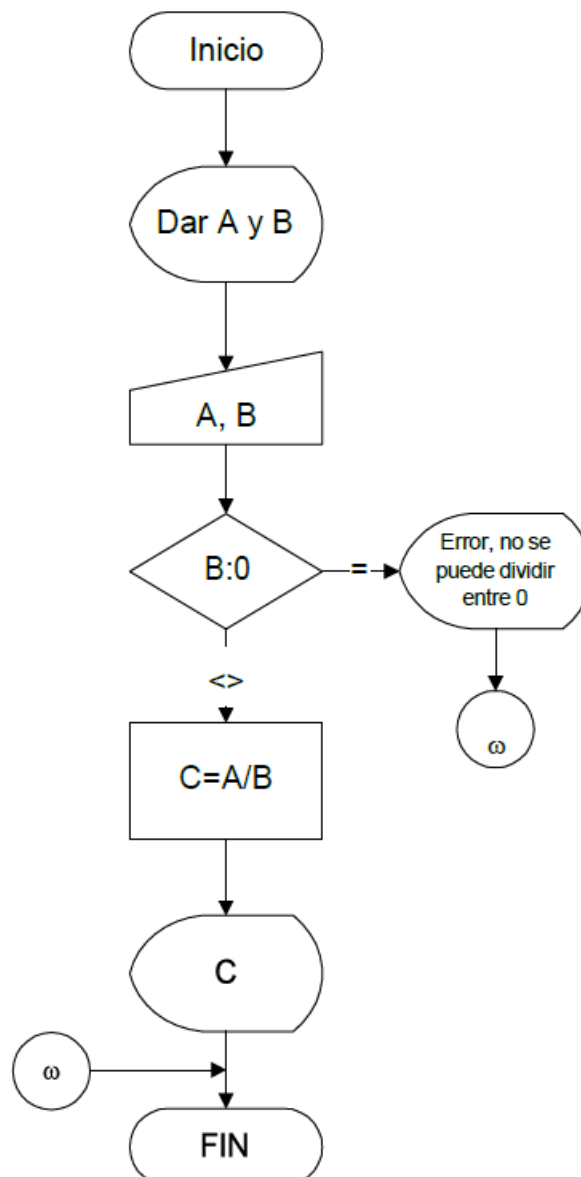 Inicio
Dar A y B
A, B
B:0
=
Error, no se
puede dividir
entre 0
<>
ω
C=A/B
C
ω
FIN